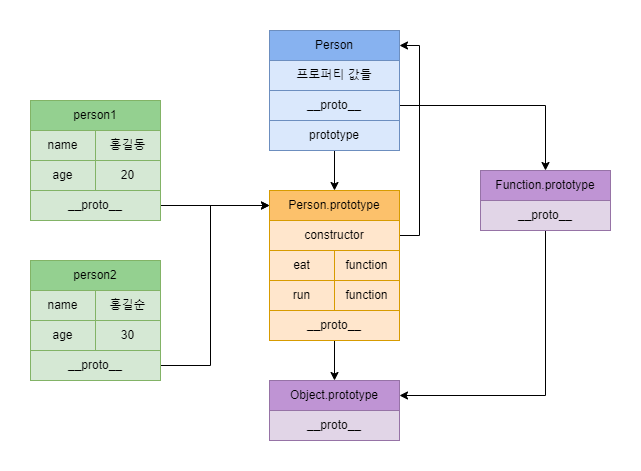 Person
프로퍼티 값들
__proto__
prototype
person1
name 홍길동
age 20
__proto__
person2
name 홍길순
age 30
__proto__
Person.prototype
constructor
eat function
run function
__proto__
Function.prototype
__proto__
Object.prototype
__proto__